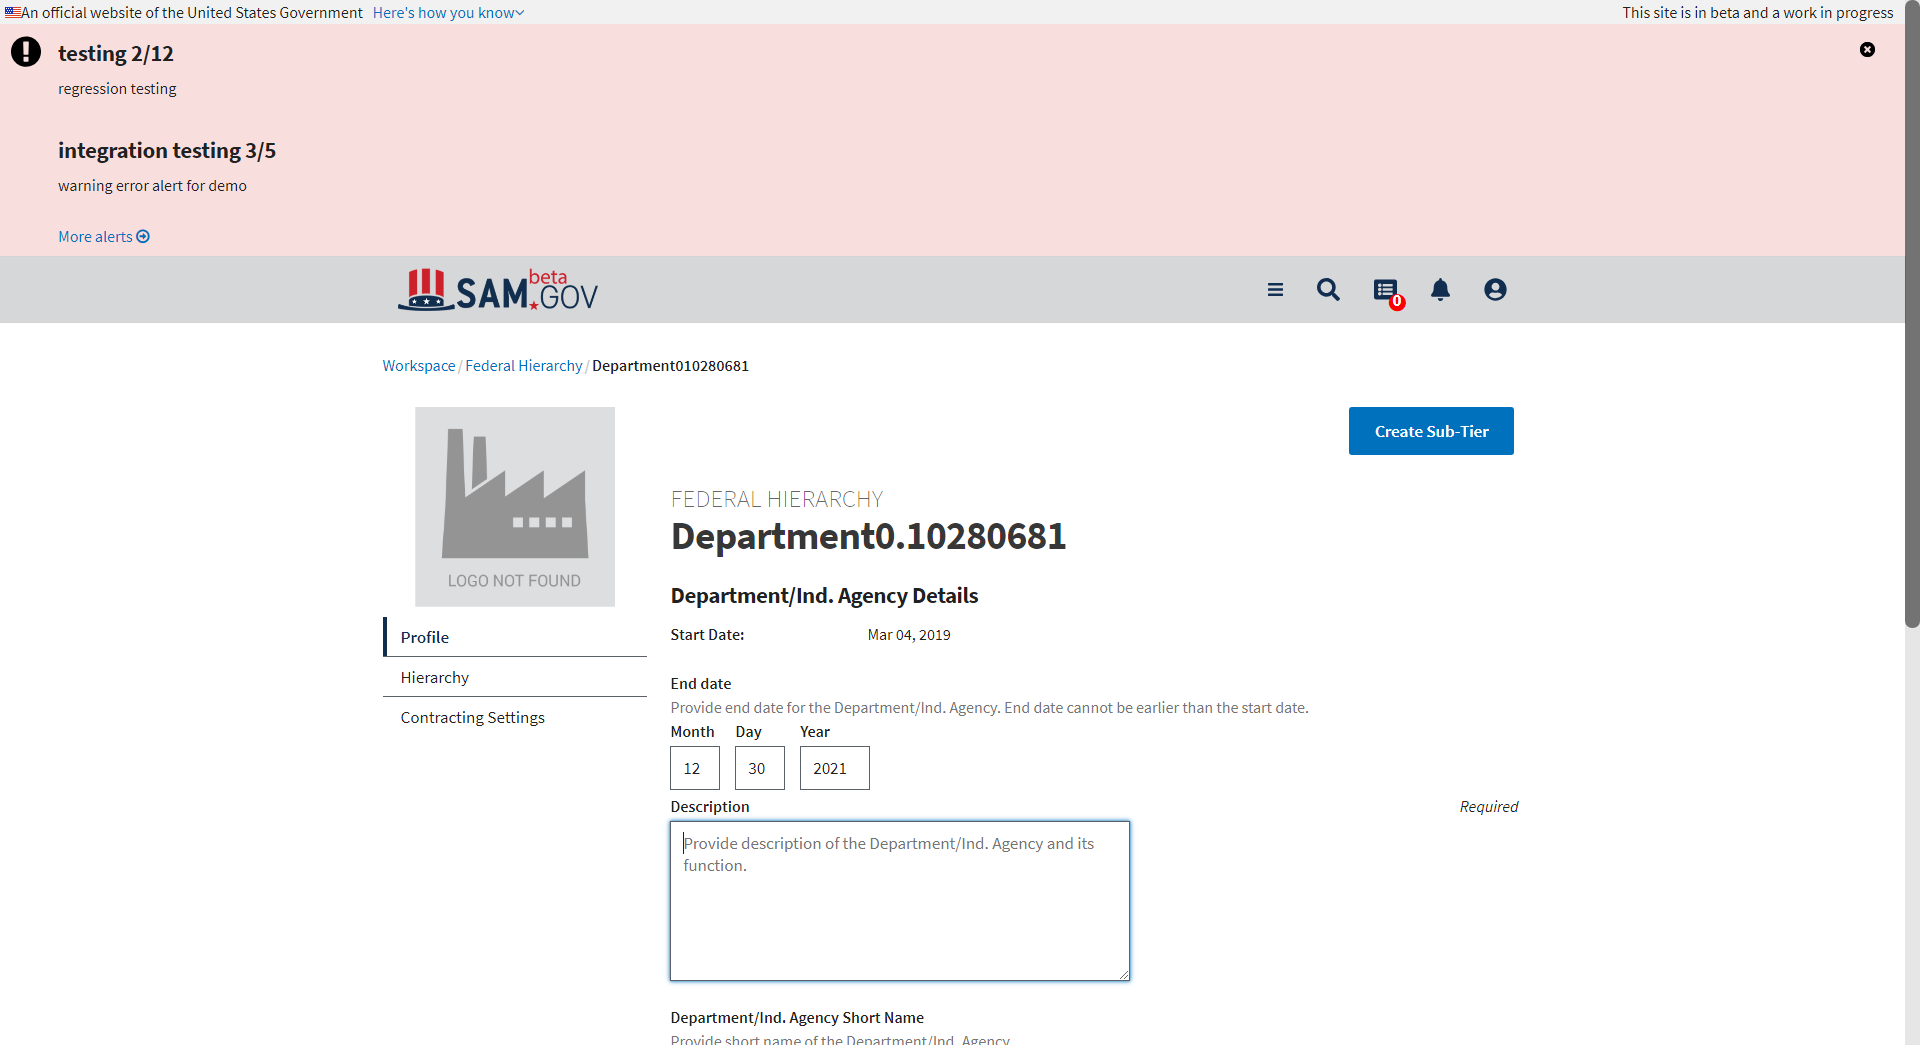 An official website of the United States Government Here's how you know
This site is in beta and a work in progress
testing 2/12
regression testing
integration testing 3/5
warning error alert for demo
More alerts
SAM.GOV beta
0
Workspace / Federal Hierarchy / Department010280681
LOGO NOT FOUND
Create Sub-Tier
Profile
Hierarchy
Contracting Settings
FEDERAL HIERARCHY
Department0.10280681
Department/Ind. Agency Details
Start Date: Mar 04, 2019
End date
Provide end date for the Department/Ind. Agency. End date cannot be earlier than the start date.
Month Day Year
12 30 2021
Description Required
Provide description of the Department/Ind. Agency and its
function.
Department/Ind. Agency Short Name
Provide short name of the Department/Ind. Agency